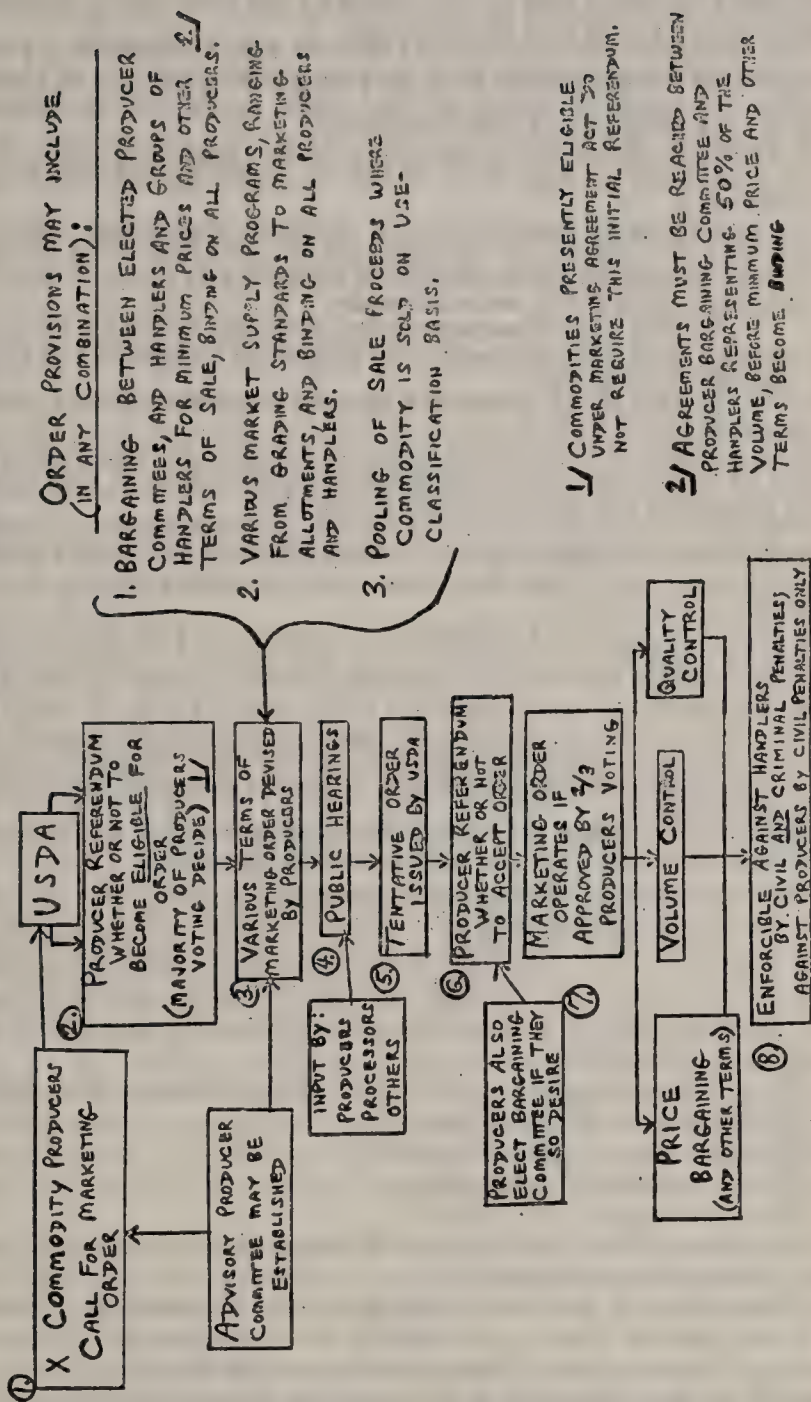 ①
X COMMODITY PRODUCERS
CALL FOR MARKETING
ORDER
USDA
②.
PRODUCER REFERENDUM
WHETHER OR NOT TO
BECOME ELIGIBLE FOR
ORDER
(MAJORITY OF PRODUCERS
VOTING DECIDE) 1/
ADVISORY PRODUCER
COMMITTEE MAY BE
ESTABLISHED
③.
VARIOUS TERMS OF
MARKETING ORDER DEVISED
BY PRODUCERS
INPUT BY:
PRODUCERS
PROCESSORS
OTHERS
④.
PUBLIC HEARINGS
⑤.
TENTATIVE ORDER
ISSUED BY USDA
⑥.
PRODUCER REFERENDUM
WHETHER OR NOT
TO ACCEPT ORDER
PRODUCERS ALSO
ELECT BARGAINING
COMMITTEE IF THEY
SO DESIRE
⑦.
MARKETING ORDER
OPERATES IF
APPROVED BY 2/3
PRODUCERS VOTING
PRICE
BARGAINING
(AND OTHER TERMS)
VOLUME CONTROL
QUALITY
CONTROL
⑧.
ENFORCIBLE AGAINST HANDLERS
BY CIVIL AND CRIMINAL PENALTIES;
AGAINST PRODUCERS BY CIVIL PENALTIES ONLY
ORDER PROVISIONS MAY INCLUDE
(IN ANY COMBINATION):
1. BARGAINING BETWEEN ELECTED PRODUCER
COMMITTEES, AND HANDLERS AND GROUPS OF
HANDLERS FOR MINIMUM PRICES AND OTHER 2/
TERMS OF SALE, BINDING ON ALL PRODUCERS.
2. VARIOUS MARKET SUPPLY PROGRAMS, RANGING
FROM GRADING STANDARDS TO MARKETING
ALLOTMENTS, AND BINDING ON ALL PRODUCERS
AND HANDLERS.
3. POOLING OF SALE PROCEEDS WHERE
COMMODITY IS SOLD ON USE-
CLASSIFICATION BASIS.
1/ COMMODITIES PRESENTLY ELIGIBLE
UNDER MARKETING AGREEMENT ACT DO
NOT REQUIRE THIS INITIAL REFERENDUM.
2/ AGREEMENTS MUST BE REACHED BETWEEN
PRODUCER BARGAINING COMMITTEE AND
HANDLERS REPRESENTING 50% OF THE
VOLUME, BEFORE MINIMUM PRICE AND OTHER
TERMS BECOME BINDING